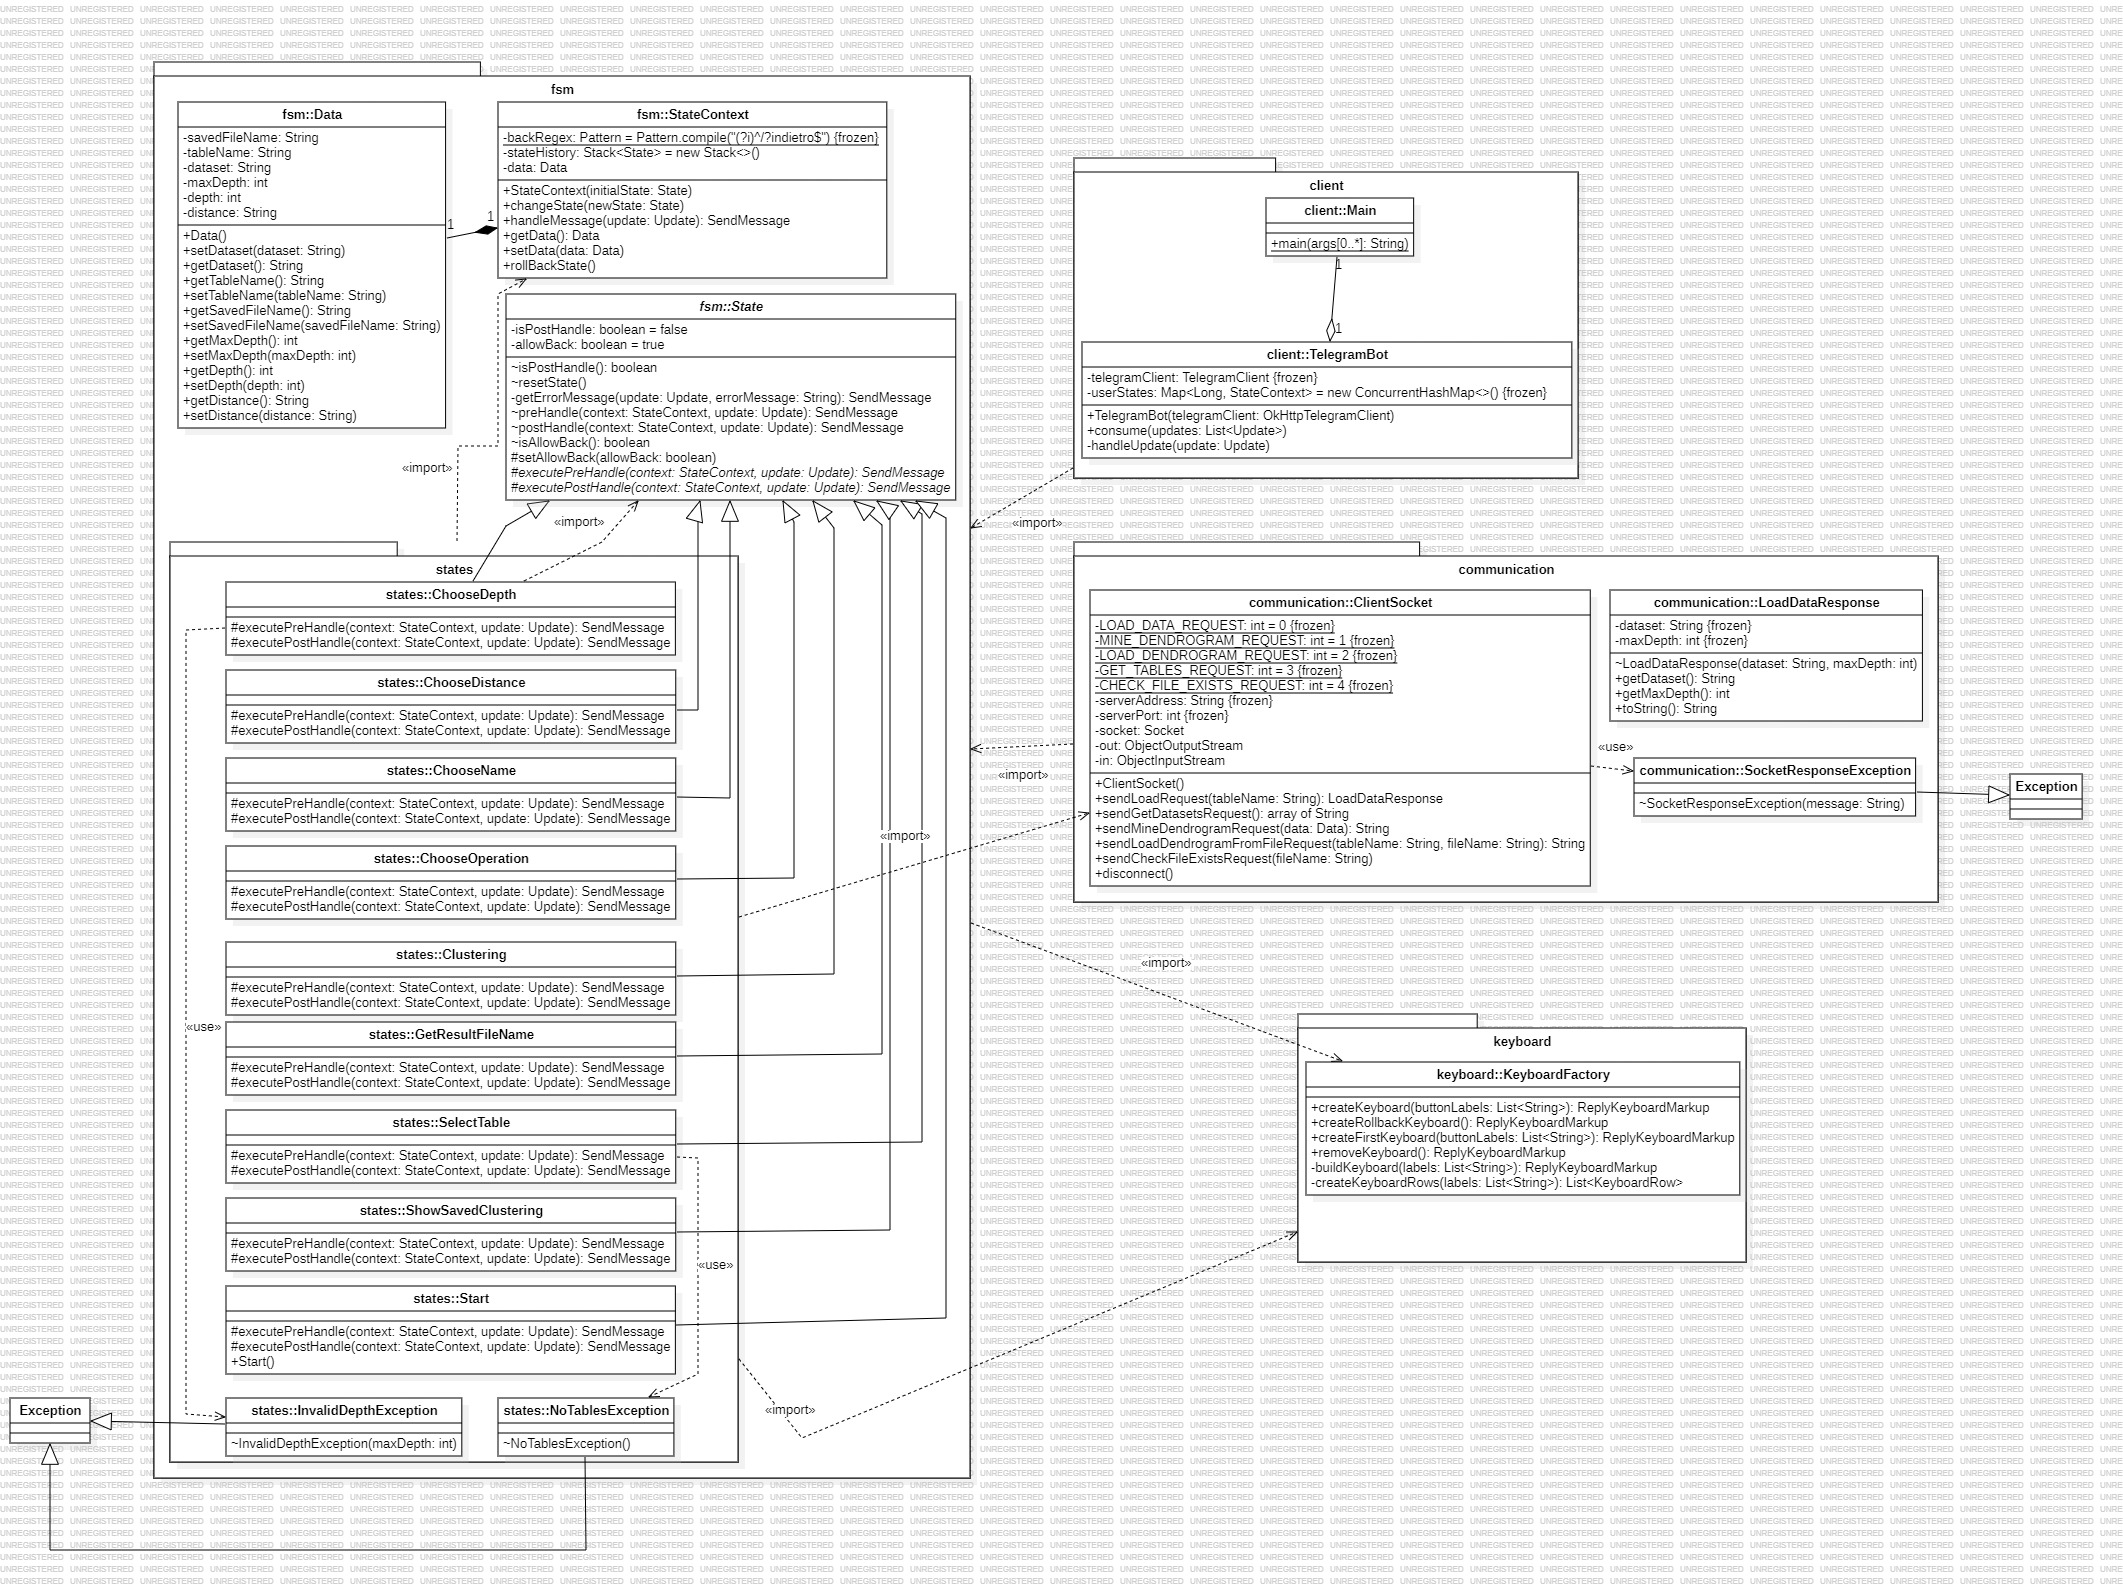 fsm
fsm::Data
-savedFileName: String
-tableName: String
-dataset: String
-maxDepth: int
-depth: int
-distance: String
+Data()
+setDataset(dataset: String)
+getDataset(): String
+getTableName(): String
+setTableName(tableName: String)
+getSavedFileName(): String
+setSavedFileName(savedFileName: String)
+getMaxDepth(): int
+setMaxDepth(maxDepth: int)
+getDepth(): int
+setDepth(depth: int)
+getDistance(): String
+setDistance(distance: String)
1
1
fsm::StateContext
-backRegex: Pattern = Pattern.compile("(?i)^/?indietro$") {frozen}
-stateHistory: Stack<State> = new Stack<>()
-data: Data
+StateContext(initialState: State)
+changeState(newState: State)
+handleMessage(update: Update): SendMessage
+getData(): Data
+setData(data: Data)
+rollBackState()
fsm::State
-isPostHandle: boolean = false
-allowBack: boolean = true
~isPostHandle(): boolean
~resetState()
-getErrorMessage(update: Update, errorMessage: String): SendMessage
~preHandle(context: StateContext, update: Update): SendMessage
~postHandle(context: StateContext, update: Update): SendMessage
~isAllowBack(): boolean
#setAllowBack(allowBack: boolean)
#executePreHandle(context: StateContext, update: Update): SendMessage
#executePostHandle(context: StateContext, update: Update): SendMessage
«import»
«import»
states
states::ChooseDepth
#executePreHandle(context: StateContext, update: Update): SendMessage
#executePostHandle(context: StateContext, update: Update): SendMessage
states::ChooseDistance
#executePreHandle(context: StateContext, update: Update): SendMessage
#executePostHandle(context: StateContext, update: Update): SendMessage
states::ChooseName
#executePreHandle(context: StateContext, update: Update): SendMessage
#executePostHandle(context: StateContext, update: Update): SendMessage
states::ChooseOperation
#executePreHandle(context: StateContext, update: Update): SendMessage
#executePostHandle(context: StateContext, update: Update): SendMessage
states::Clustering
#executePreHandle(context: StateContext, update: Update): SendMessage
#executePostHandle(context: StateContext, update: Update): SendMessage
«use»
states::GetResultFileName
#executePreHandle(context: StateContext, update: Update): SendMessage
#executePostHandle(context: StateContext, update: Update): SendMessage
states::SelectTable
#executePreHandle(context: StateContext, update: Update): SendMessage
#executePostHandle(context: StateContext, update: Update): SendMessage
states::ShowSavedClustering
#executePreHandle(context: StateContext, update: Update): SendMessage
#executePostHandle(context: StateContext, update: Update): SendMessage
«use»
states::Start
#executePreHandle(context: StateContext, update: Update): SendMessage
#executePostHandle(context: StateContext, update: Update): SendMessage
+Start()
Exception
states::InvalidDepthException
~InvalidDepthException(maxDepth: int)
states::NoTablesException
~NoTablesException()
client
client::Main
+main(args[0..*]: String)
1
1
client::TelegramBot
-telegramClient: TelegramClient {frozen}
-userStates: Map<Long, StateContext> = new ConcurrentHashMap<>() {frozen}
+TelegramBot(telegramClient: OkHttpTelegramClient)
+consume(updates: List<Update>)
-handleUpdate(update: Update)
«import»
communication
communication::ClientSocket
-LOAD_DATA_REQUEST: int = 0 {frozen}
-MINE_DENDROGRAM_REQUEST: int = 1 {frozen}
-LOAD_DENDROGRAM_REQUEST: int = 2 {frozen}
-GET_TABLES_REQUEST: int = 3 {frozen}
-CHECK_FILE_EXISTS_REQUEST: int = 4 {frozen}
-serverAddress: String {frozen}
-serverPort: int {frozen}
-socket: Socket
-out: ObjectOutputStream
-in: ObjectInputStream
+ClientSocket()
+sendLoadRequest(tableName: String): LoadDataResponse
+sendGetDatasetsRequest(): array of String
+sendMineDendrogramRequest(data: Data): String
+sendLoadDendrogramFromFileRequest(tableName: String, fileName: String): String
+sendCheckFileExistsRequest(fileName: String)
+disconnect()
communication::LoadDataResponse
-dataset: String {frozen}
-maxDepth: int {frozen}
~LoadDataResponse(dataset: String, maxDepth: int)
+getDataset(): String
+getMaxDepth(): int
+toString(): String
«use»
communication::SocketResponseException
~SocketResponseException(message: String)
Exception
«import»
«import»
«import»
keyboard
keyboard::KeyboardFactory
+createKeyboard(buttonLabels: List<String>): ReplyKeyboardMarkup
+createRollbackKeyboard(): ReplyKeyboardMarkup
+createFirstKeyboard(buttonLabels: List<String>): ReplyKeyboardMarkup
+removeKeyboard(): ReplyKeyboardMarkup
-buildKeyboard(labels: List<String>): ReplyKeyboardMarkup
-createKeyboardRows(labels: List<String>): List<KeyboardRow>
«import»
UNREGISTERED